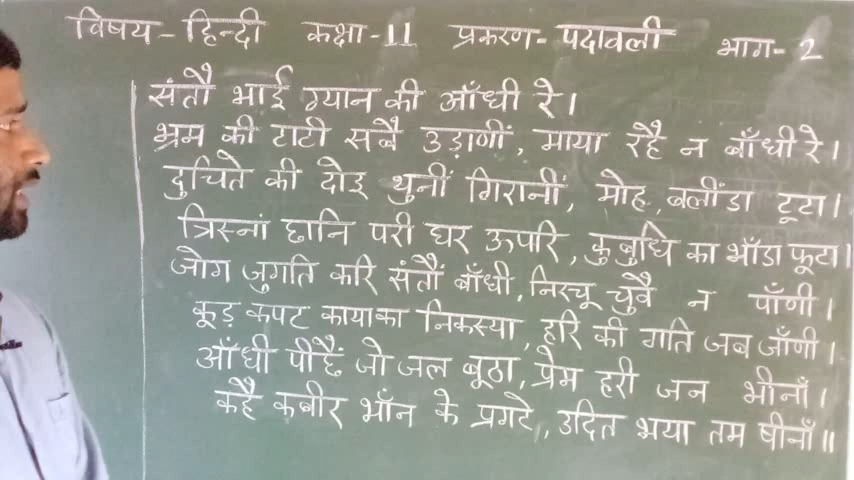 विषय - हिन्दी कक्षा - 11 प्रकरण - पदावली भाग - 2
संतौ भाई ग्यान की आँधी रे।
भ्रम की टाटी सबै उड़ाणीं, माया रहै न बाँधी रे।
दुचिते की दोइ थुनीं गिरानीं, मोह बलींडा टूटा।
त्रिस्नां छानि परी घर ऊपरि, कुबुधि का भाँडा फूटा।
जोग जुगति करि संतौं बाँधी, निरचू चुवै न पाँणी।
कूड़ कपट काया का निकस्या, हरि की गति जब जाँणी।
आँधी पीछैं जो जल बूठा, प्रेम हरी जन भीनाँ।
कहै कबीर भाँन के प्रगटे, उदित भया तम षीनाँ॥